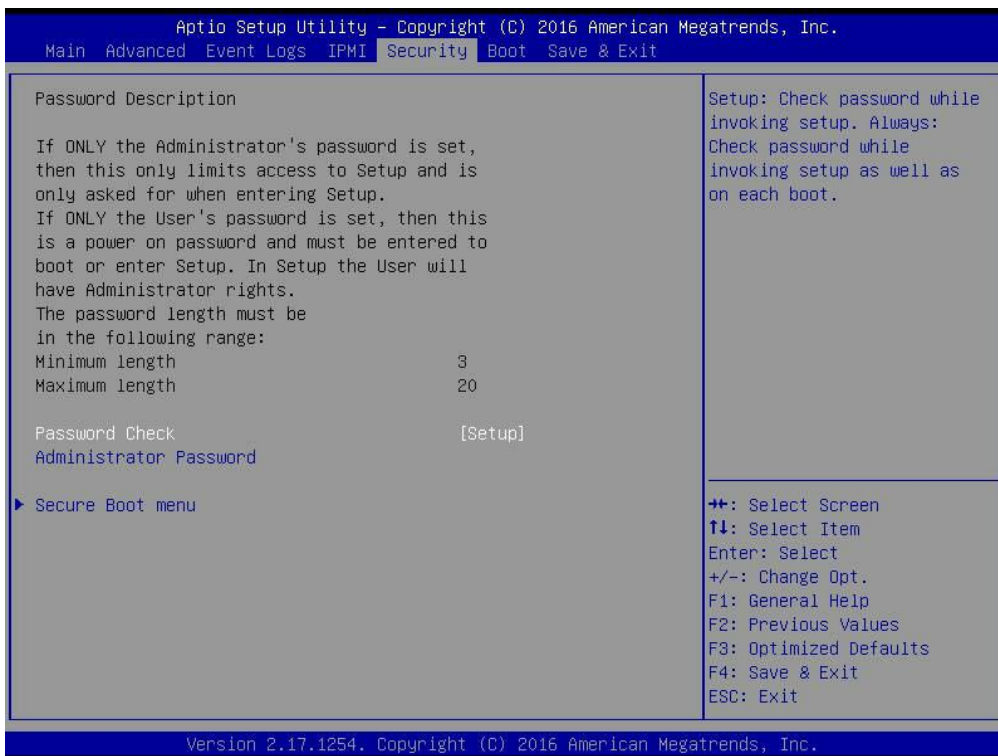 Aptio Setup Utility – Copyright (C) 2016 American Megatrends, Inc.
Main Advanced Event Logs IPMI Security Boot Save & Exit
Password Description
If ONLY the Administrator's password is set,
then this only limits access to Setup and is
only asked for when entering Setup.
If ONLY the User's password is set, then this
is a power on password and must be entered to
boot or enter Setup. In Setup the User will
have Administrator rights.
The password length must be
in the following range:
Minimum length 3
Maximum length 20
Password Check [Setup]
Administrator Password
Secure Boot menu
Setup: Check password while
invoking setup. Always:
Check password while
invoking setup as well as
on each boot.
→←: Select Screen
↑↓: Select Item
Enter: Select
+/-: Change Opt.
F1: General Help
F2: Previous Values
F3: Optimized Defaults
F4: Save & Exit
ESC: Exit
Version 2.17.1254. Copyright (C) 2016 American Megatrends, Inc.